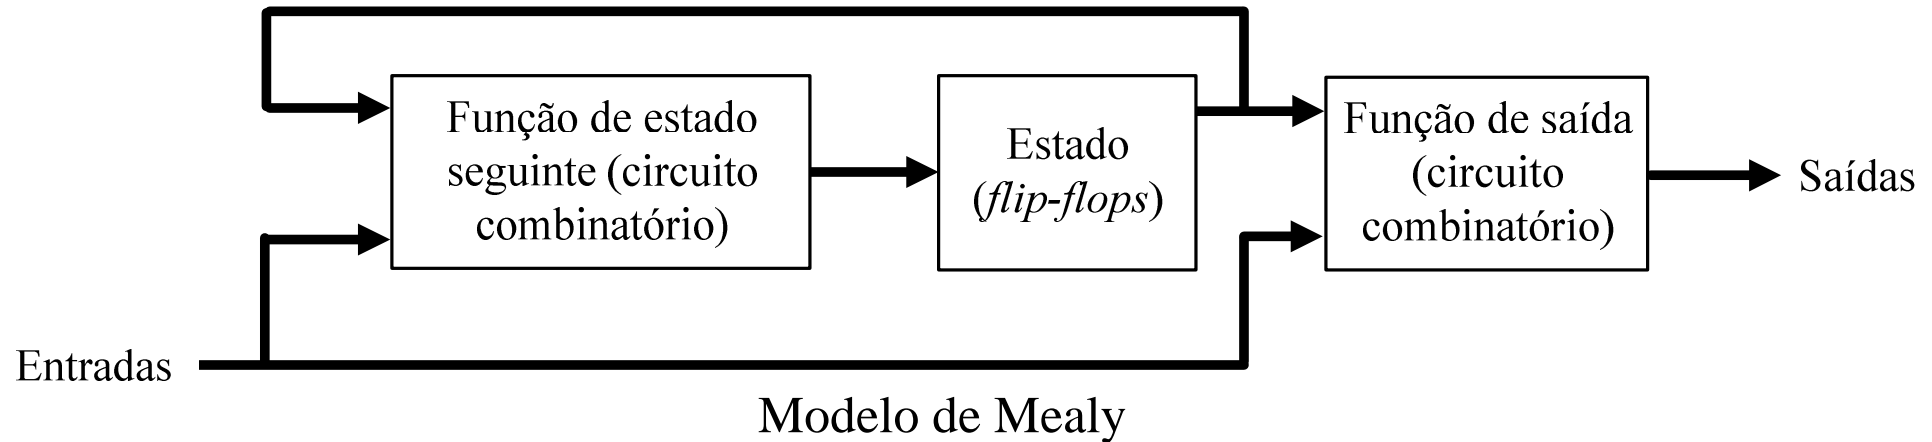 Função de estado
seguinte (circuito
combinatório)
Estado
(flip-flops)
Função de saída
(circuito
combinatório)
Saídas
Entradas
Modelo de Mealy